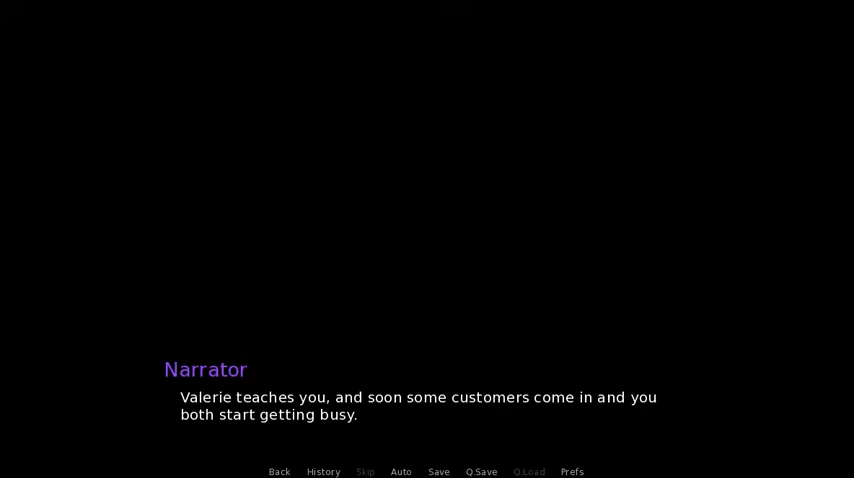 Narrator
Valerie teaches you, and soon some customers come in and you
both start getting busy.
Back History Skip Auto Save Q.Save Q.Load Prefs